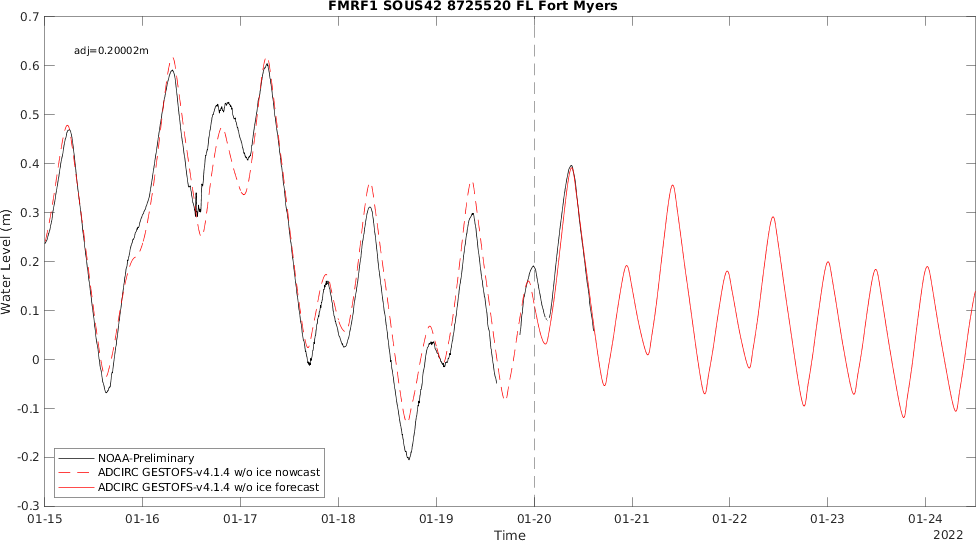 FMRF1 SOUS42 8725520 FL Fort Myers
0.7
0.6
0.5
0.4
0.3
0.2
0.1
0
-0.1
-0.2
-0.3
Water Level (m)
adj=0.20002m
NOAA-Preliminary
ADCIRC GESTOFS-v4.1.4 w/o ice nowcast
ADCIRC GESTOFS-v4.1.4 w/o ice forecast
01-15 01-16 01-17 01-18 01-19 01-20 01-21 01-22 01-23 01-24
Time
2022